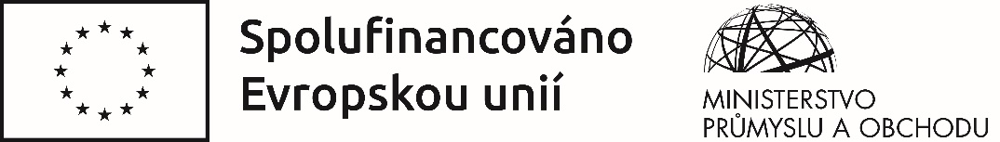 Spolufinancováno
Evropskou unií
MINISTERSTVO
PRŮMYSLU A OBCHODU